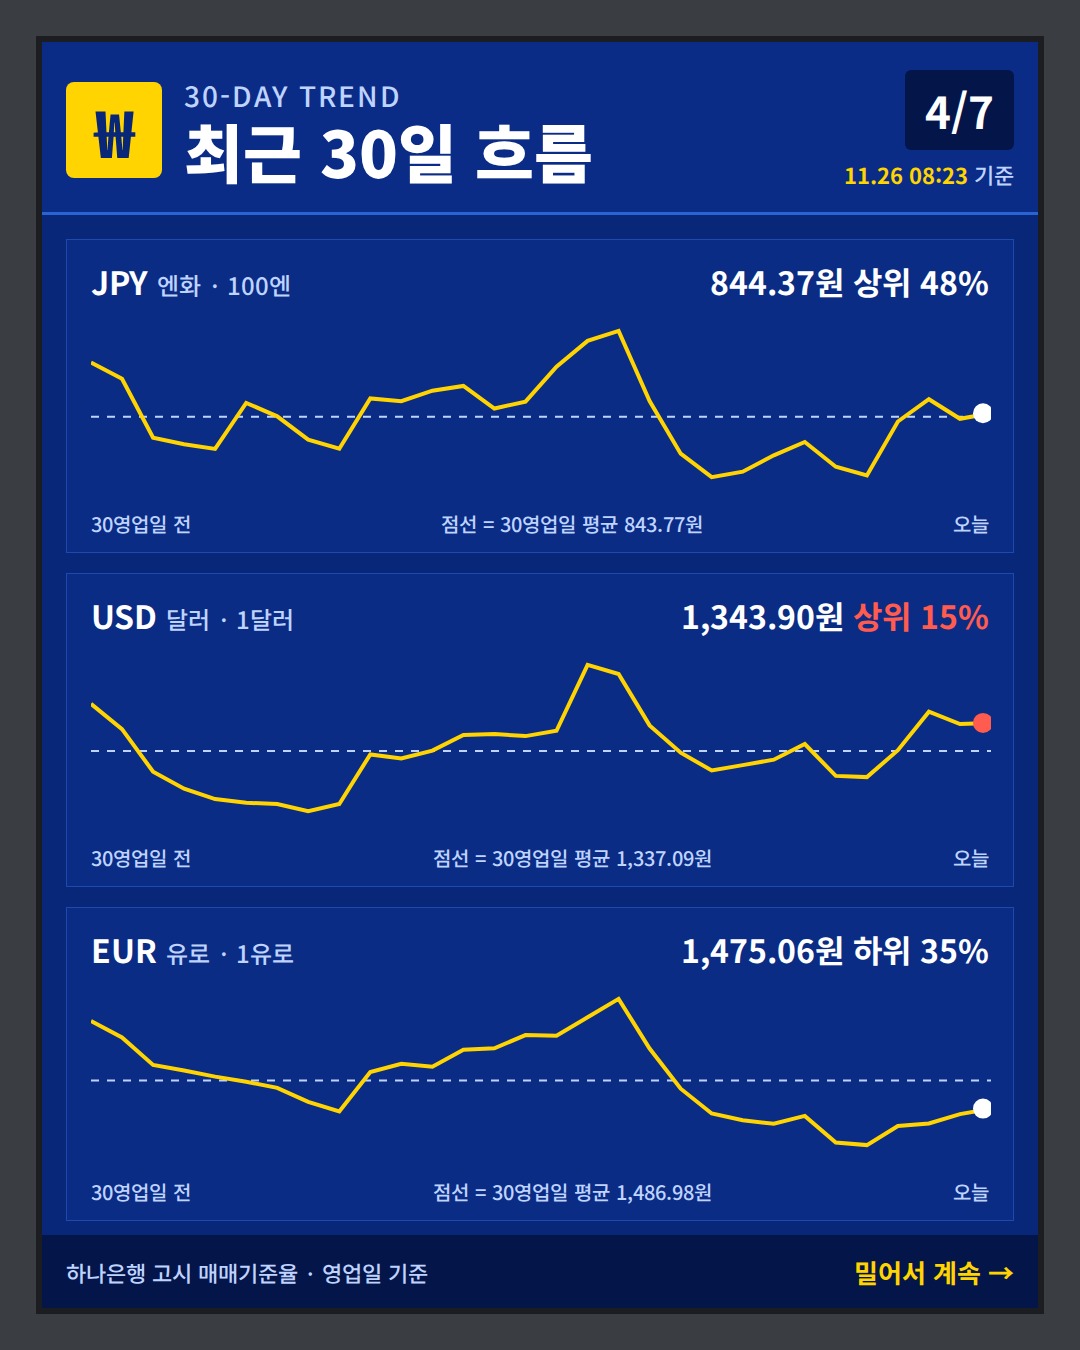 ₩
30-DAY TREND
최근 30일 흐름
4/7
11.26 08:23 기준
JPY 엔화 · 100엔
844.37원 상위 48%
30영업일 전
점선 = 30영업일 평균 843.77원
오늘
USD 달러 · 1달러
1,343.90원 상위 15%
30영업일 전
점선 = 30영업일 평균 1,337.09원
오늘
EUR 유로 · 1유로
1,475.06원 하위 35%
30영업일 전
점선 = 30영업일 평균 1,486.98원
오늘
하나은행 고시 매매기준율 · 영업일 기준
밀어서 계속 →